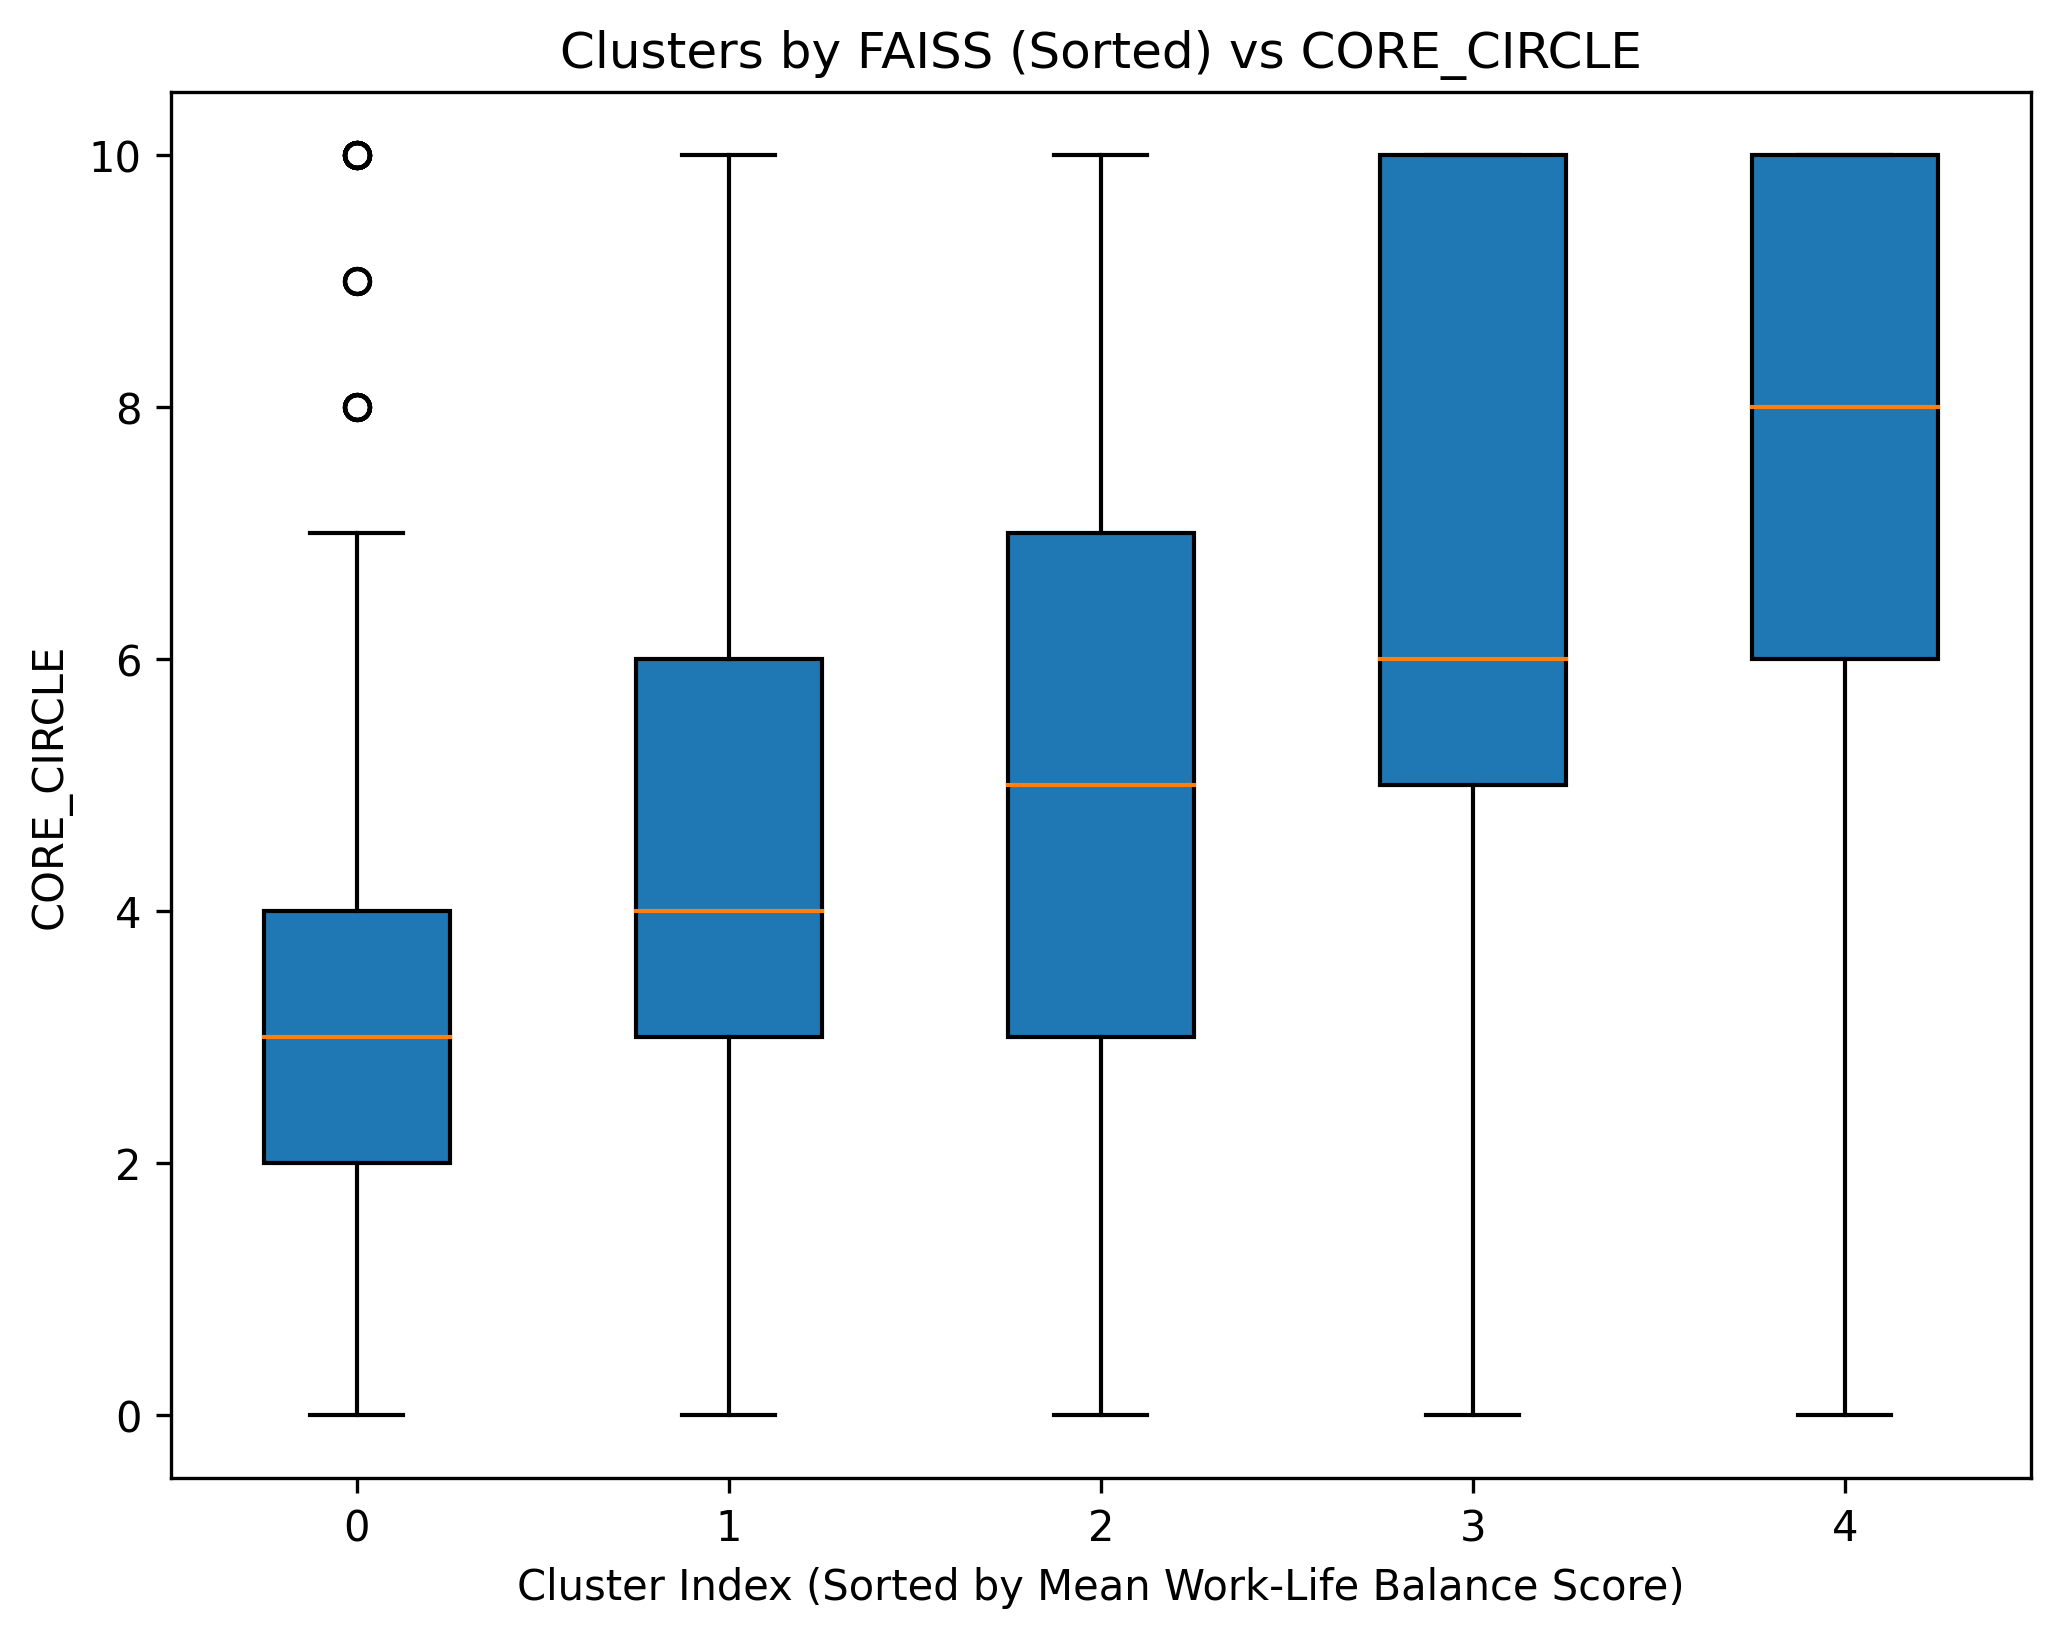 Clusters by FAISS (Sorted) vs CORE_CIRCLE
CORE_CIRCLE
10
8
6
4
2
0
0 1 2 3 4
Cluster Index (Sorted by Mean Work-Life Balance Score)